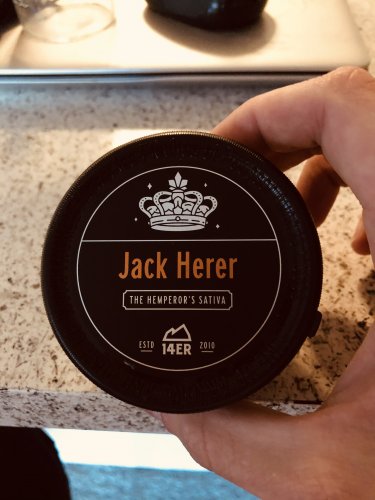 Jack Herer
THE HEMPEROR'S SATIVA
ESTD 14ER 2010